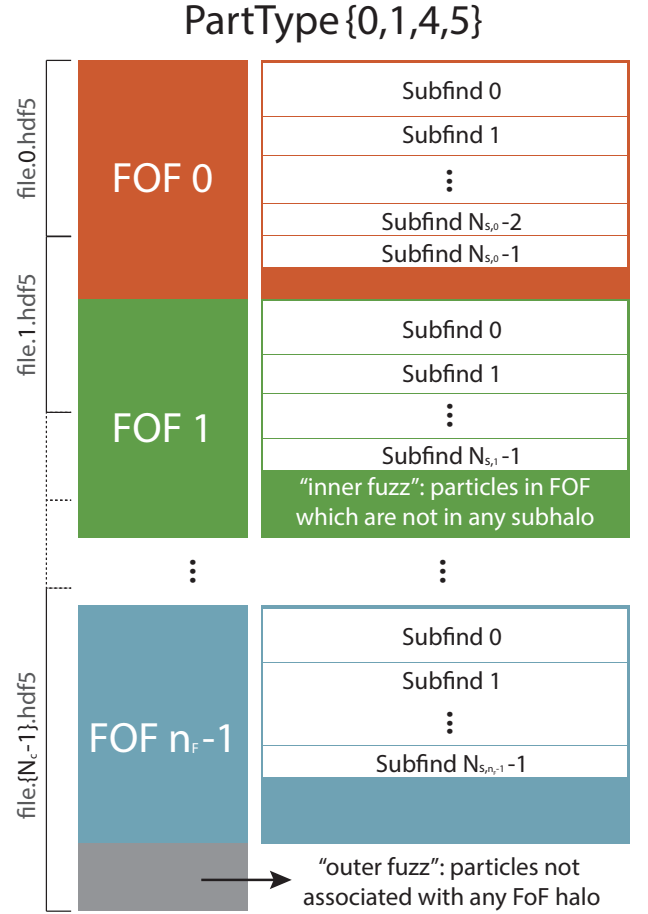 PartType {0,1,4,5}
file.0.hdf5
FOF 0
Subfind 0
Subfind 1
⋮
Subfind Ns,0-2
Subfind Ns,0-1
file.1.hdf5
FOF 1
Subfind 0
Subfind 1
⋮
Subfind Ns,1-1
“inner fuzz”: particles in FOF
which are not in any subhalo
⋮ ⋮
file.{Nc-1}.hdf5
FOF nF-1
Subfind 0
Subfind 1
⋮
Subfind Ns,nF-1-1
“outer fuzz”: particles not
associated with any FoF halo